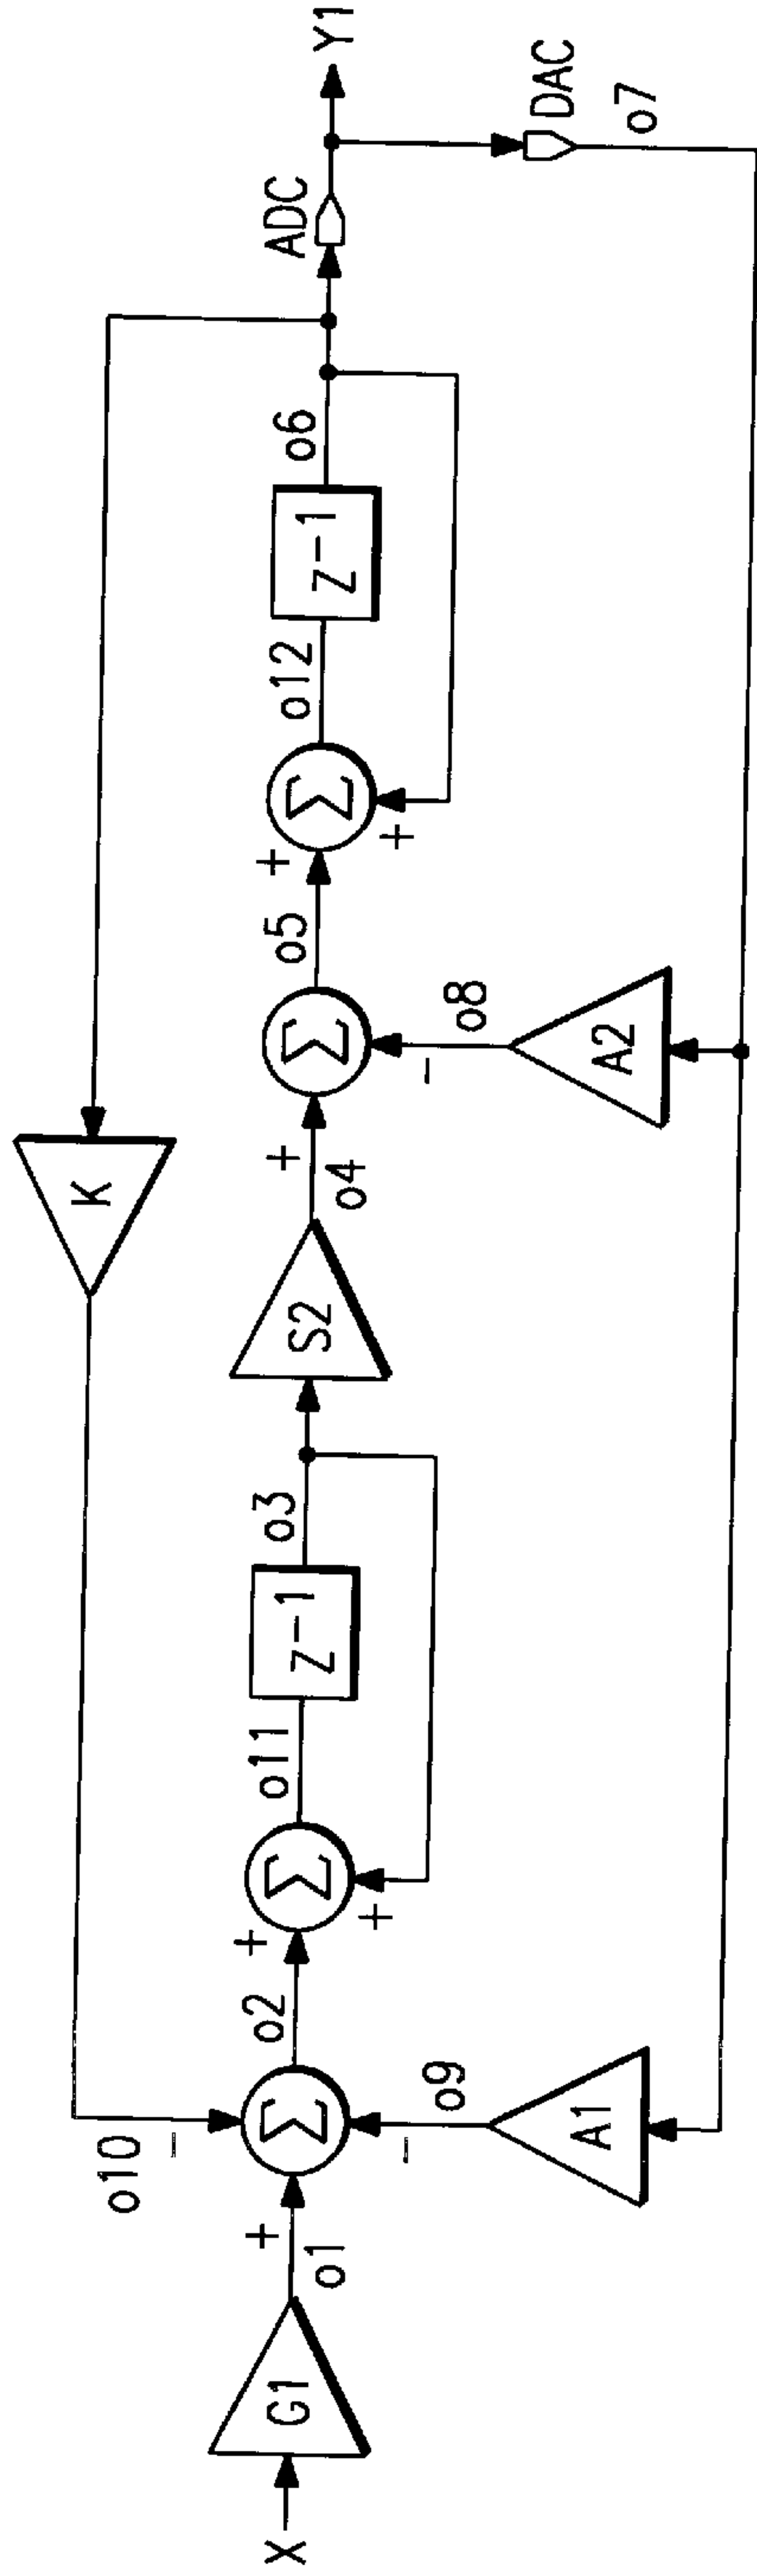 X
G1
o1
+
o10
−
−
o9
A1
o2
+
+
Σ
Σ
o11
z−1
o3
S2
o4
+
Σ
−
o8
A2
K
o5
+
+
Σ
o12
z−1
o6
ADC
Y1
DAC
o7